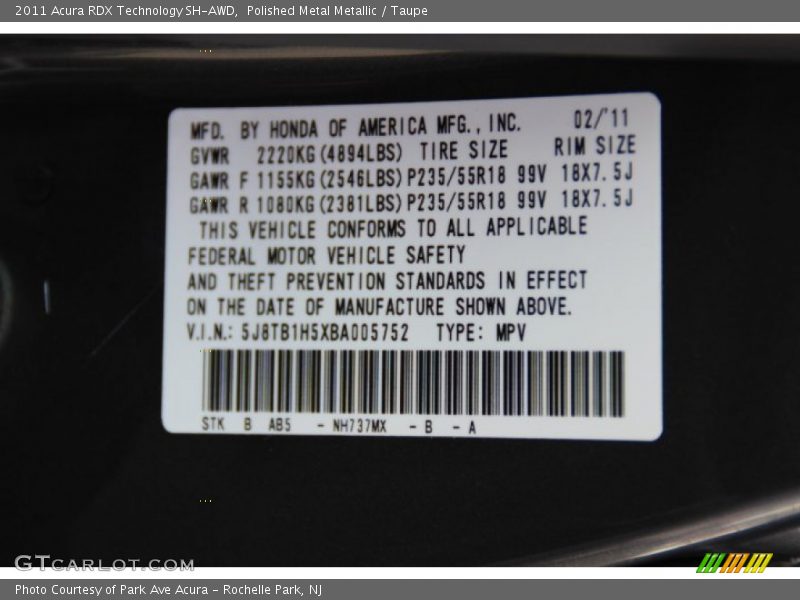 2011 Acura RDX Technology SH-AWD,  Polished Metal Metallic / Taupe
MFD. BY HONDA OF AMERICA MFG., INC. 02/'11
GVWR 2220KG(4894LBS) TIRE SIZE RIM SIZE
GAWR F 1155KG(2546LBS)P235/55R18 99V 18X7.5J
GAWR R 1080KG(2381LBS)P235/55R18 99V 18X7.5J
THIS VEHICLE CONFORMS TO ALL APPLICABLE
FEDERAL MOTOR VEHICLE SAFETY
AND THEFT PREVENTION STANDARDS IN EFFECT
ON THE DATE OF MANUFACTURE SHOWN ABOVE.
V.I.N.: 5J8TB1H5XBA005752 TYPE: MPV
STK B AB5 - NH737MX - B - A
GTCARLOT.COM
Photo Courtesy of Park Ave Acura - Rochelle Park, NJ